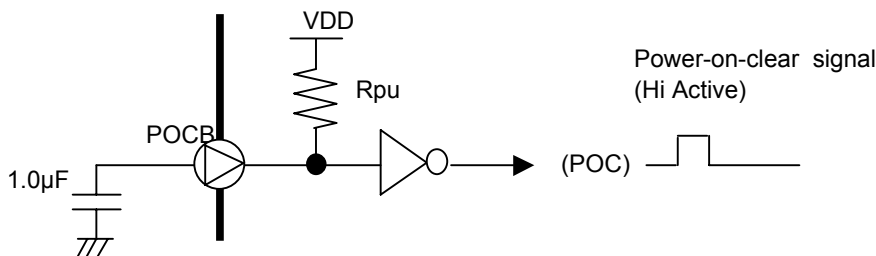 VDD
Power-on-clear signal
(Hi Active)
Rpu
POCB
(POC)
1.0µF